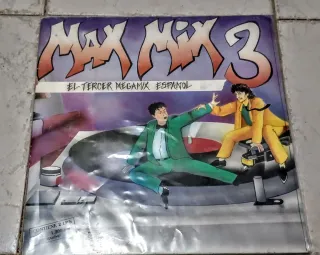 MAX MiX 3
EL TERCER MEGAMIX ESPAÑOL